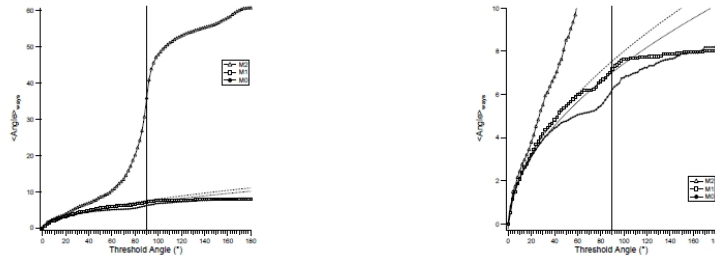 60
50
40
30
20
10
0
<Angle>ways
M2
M1
M0
0 20 40 60 80 100 120 140 160 180
Threshold Angle (°)
10
8
6
4
2
0
<Angle>ways
M2
M1
M0
0 20 40 60 80 100 120 140 160
Threshold Angle (°)